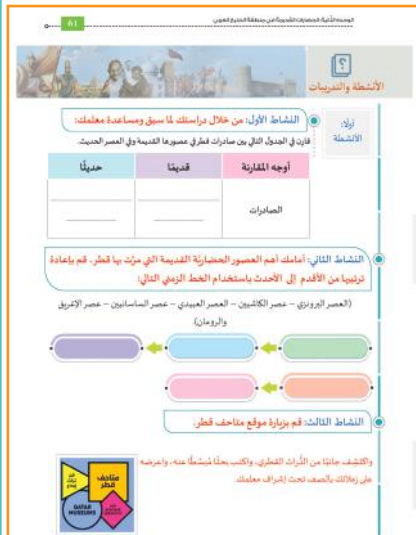 الوحدة الثانية: الحضارات القديمة في منطقة الخليج العربي
61
الأنشطة والتدريبات
أولًا:
الأنشطة
النشاط الأول: من خلال دراستك لما سبق ومساعدة معلمك:
قارن في الجدول التالي بين صادرات قطر في عصورها القديمة وفي العصر الحديث.
أوجه المقارنة قديمًا حديثًا
الصادرات
النشاط الثاني: أمامك أهم العصور الحضارية القديمة التي مرّت بها قطر، قم بإعادة
ترتيبها من الأقدم إلى الأحدث باستخدام الخط الزمني التالي:
(العصر البرونزي – عصر الكاشيين – العصر العبيدي – عصر الساسانيين – عصر الإغريق
والرومان)
النشاط الثالث: قم بزيارة موقع متاحف قطر.
واكتشف جانبًا من التراث القطري، واكتب بحثًا مُبسّطًا عنه، واعرضه
على زملائك بالصف تحت إشراف معلمك.
متاحف
قطر
QATAR
MUSEUMS